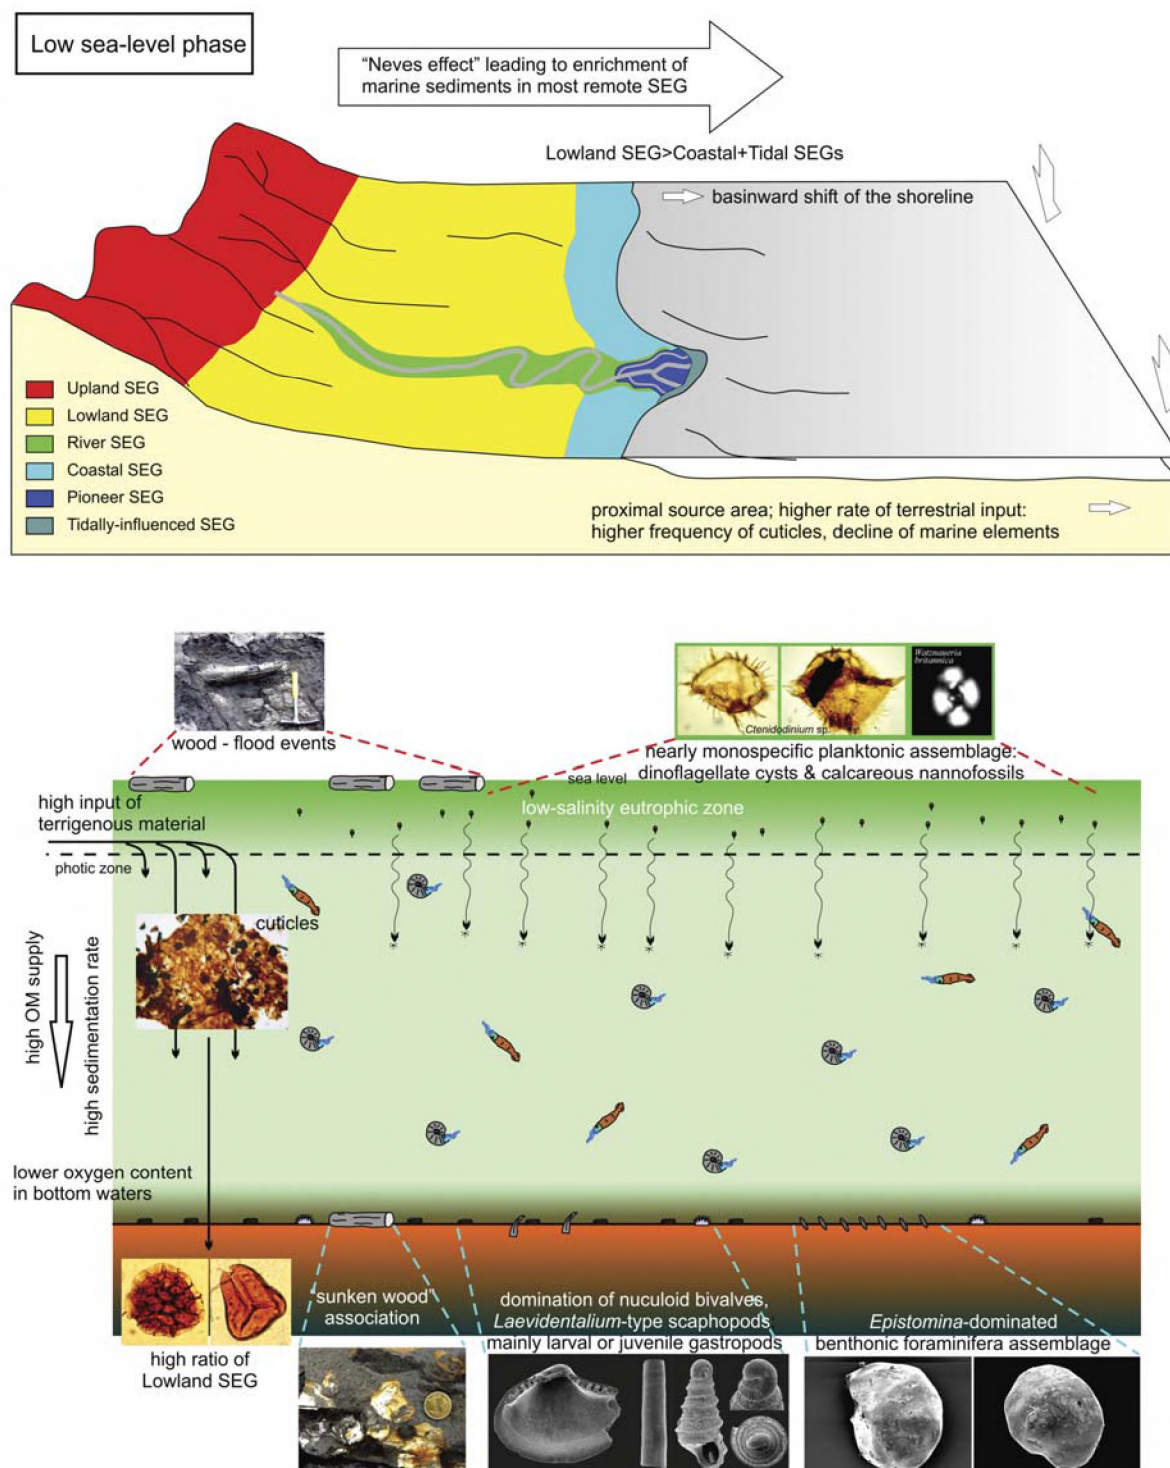 Low sea-level phase
“Neves effect” leading to enrichment of
marine sediments in most remote SEG
Lowland SEG>Coastal+Tidal SEGs
basinward shift of the shoreline
Upland SEG
Lowland SEG
River SEG
Coastal SEG
Pioneer SEG
Tidally-influenced SEG
proximal source area; higher rate of terrestrial input:
higher frequency of cuticles, decline of marine elements
Watznaueria
britannica
Ctenidodinium sp.
wood - flood events
nearly monospecific planktonic assemblage:
dinoflagellate cysts & calcareous nannofossils
sea level
high input of
terrigenous material
low-salinity eutrophic zone
photic zone
cuticles
high OM supply
high sedimentation rate
lower oxygen content
in bottom waters
“sunken wood”
association
domination of nuculoid bivalves,
Laevidentalium-type scaphopods,
mainly larval or juvenile gastropods
Epistomina-dominated
benthonic foraminifera assemblage
high ratio of
Lowland SEG